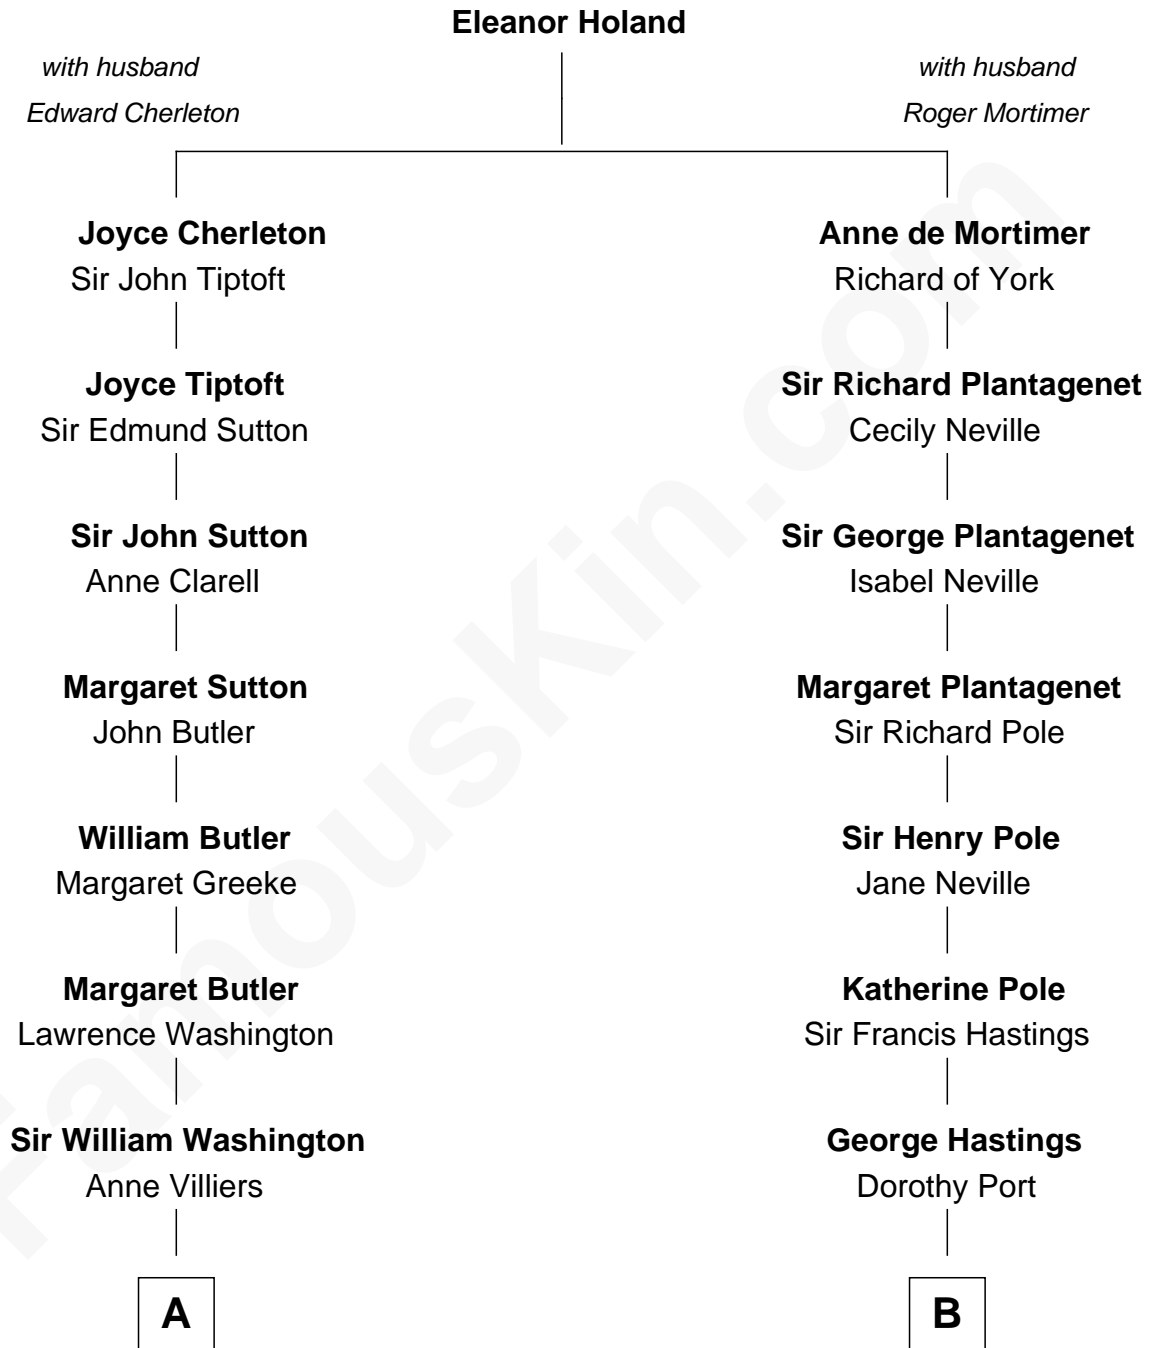 Eleanor Holand
with husband
Edward Cherleton
with husband
Roger Mortimer
Joyce Cherleton
Sir John Tiptoft
Anne de Mortimer
Richard of York
Joyce Tiptoft
Sir Edmund Sutton
Sir Richard Plantagenet
Cecily Neville
Sir John Sutton
Anne Clarell
Sir George Plantagenet
Isabel Neville
Margaret Sutton
John Butler
Margaret Plantagenet
Sir Richard Pole
William Butler
Margaret Greeke
Sir Henry Pole
Jane Neville
Margaret Butler
Lawrence Washington
Katherine Pole
Sir Francis Hastings
Sir William Washington
Anne Villiers
George Hastings
Dorothy Port
A
B
FamousKin.com